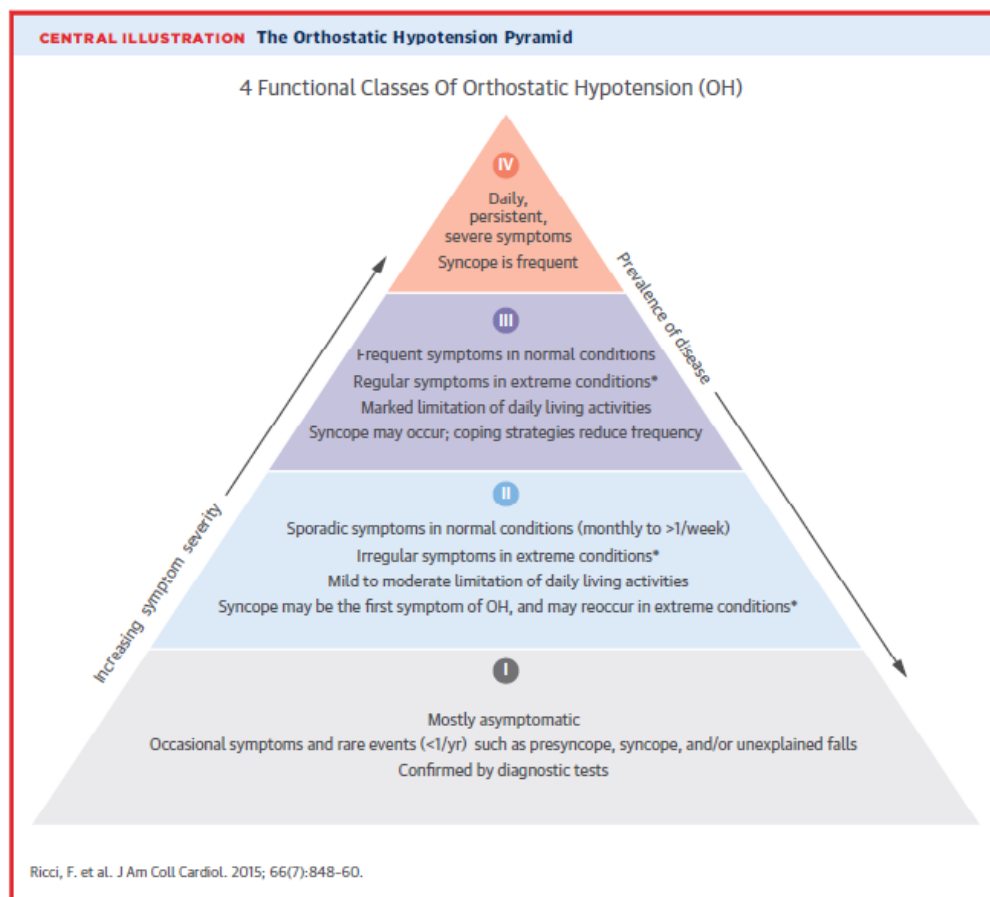 CENTRAL ILLUSTRATION The Orthostatic Hypotension Pyramid
4 Functional Classes Of Orthostatic Hypotension (OH)
IV
Daily,
persistent,
severe symptoms
Syncope is frequent
Prevalence of disease
III
Frequent symptoms in normal conditions
Regular symptoms in extreme conditions*
Marked limitation of daily living activities
Syncope may occur; coping strategies reduce frequency
Increasing symptom severity
II
Sporadic symptoms in normal conditions (monthly to >1/week)
Irregular symptoms in extreme conditions*
Mild to moderate limitation of daily living activities
Syncope may be the first symptom of OH, and may reoccur in extreme conditions*
I
Mostly asymptomatic
Occasional symptoms and rare events (<1/yr) such as presyncope, syncope, and/or unexplained falls
Confirmed by diagnostic tests
Ricci, F. et al. J Am Coll Cardiol. 2015; 66(7):848–60.